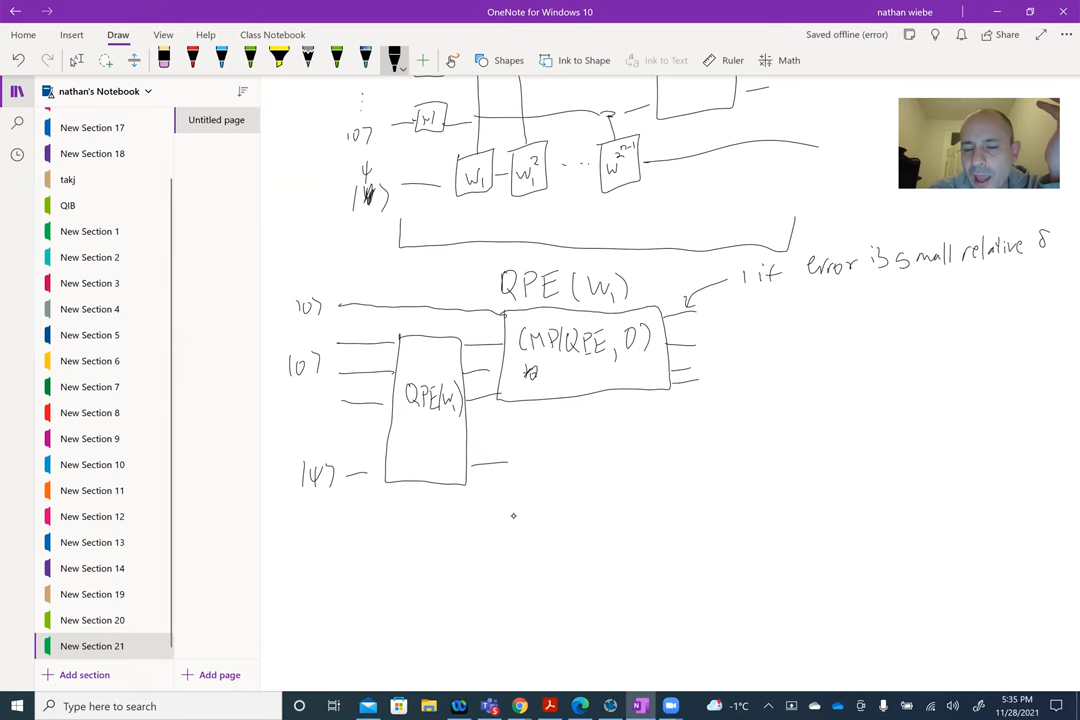 OneNote for Windows 10
nathan wiebe
Home
Insert
Draw
View
Help
Class Notebook
Saved offline (error)
Share
Shapes
Ink to Shape
Ink to Text
Ruler
Math
nathan's Notebook
Untitled page
New Section 17
New Section 18
takj
QIB
New Section 1
New Section 2
New Section 3
New Section 4
New Section 5
New Section 6
New Section 7
New Section 8
New Section 9
New Section 10
New Section 11
New Section 12
New Section 13
New Section 14
New Section 19
New Section 20
New Section 21
Add section
Add page
⋮
|0⟩ H
ψ
W₁ W₁² ... W^2^n-1
QPE(W₁)
1 if error is small relative δ
|0⟩
(MP(QPE, 0)
|0⟩
QPE(W₁)
|ψ⟩
Type here to search
-1°C
5:35 PM
11/28/2021